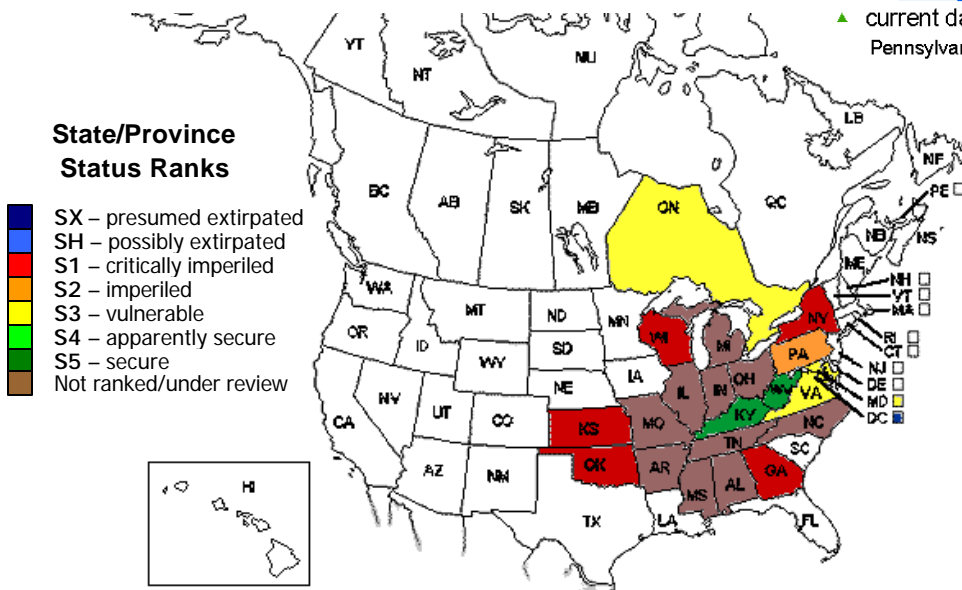 current da
Pennsylvar
State/Province
Status Ranks
SX – presumed extirpated
SH – possibly extirpated
S1 – critically imperiled
S2 – imperiled
S3 – vulnerable
S4 – apparently secure
S5 – secure
Not ranked/under review
YT
NT
NU
LB
NF
PE
BC
AB
SK
MB
ON
QC
NB
NS
ME
NH
VT
MA
WA
MT
ND
MN
WI
MI
NY
RI
CT
OR
ID
SD
WY
IA
PA
NJ
DE
MD
DC
NE
IL
IN
OH
WV
VA
NV
UT
CO
KS
MO
KY
NC
CA
TN
SC
AZ
NM
OK
AR
MS
AL
GA
HI
TX
LA
FL